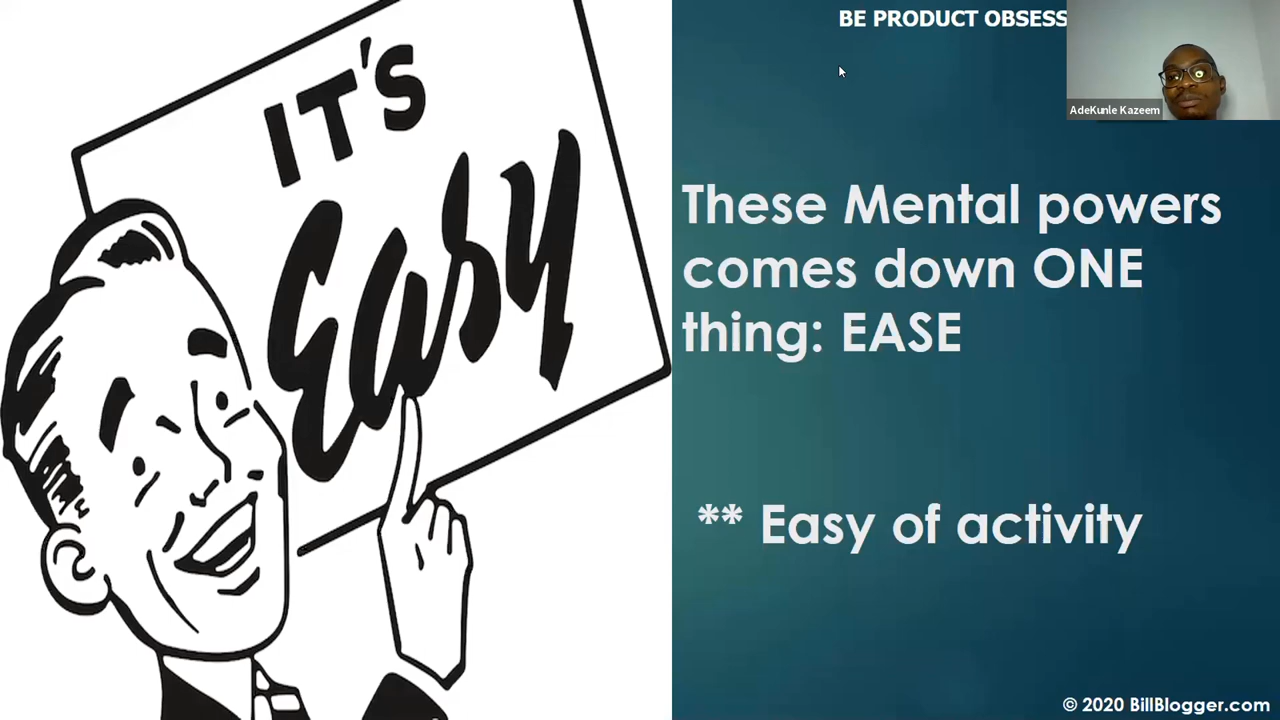 IT'S
Easy
BE PRODUCT OBSESS
AdeKunle Kazeem
These Mental powers
comes down ONE
thing: EASE
** Easy of activity
© 2020 BillBlogger.com